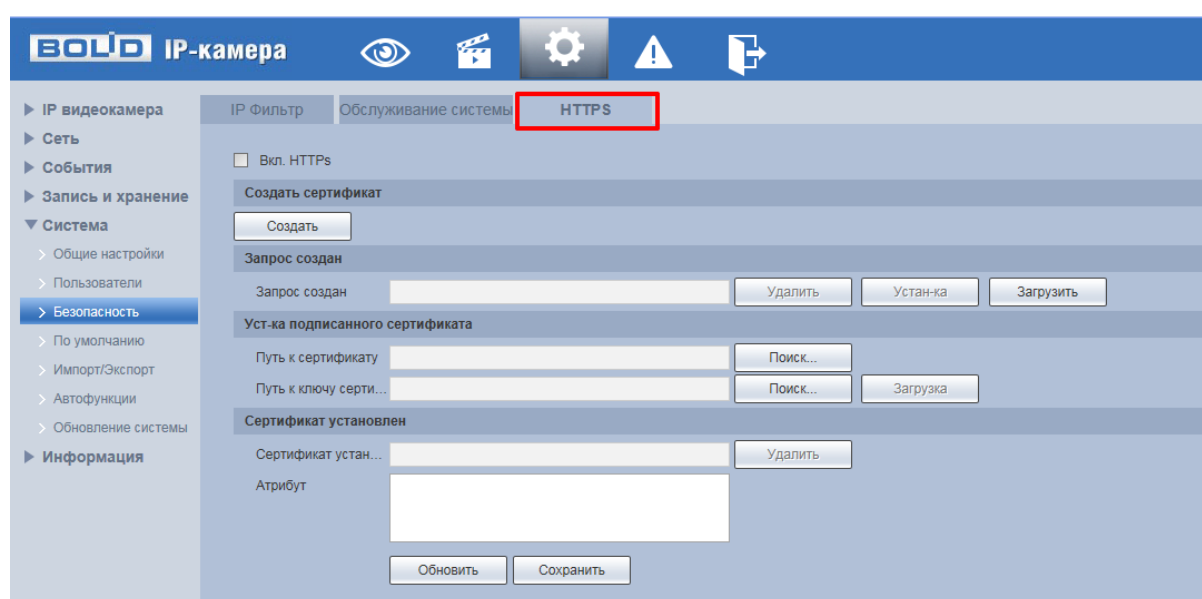 BOLID IP-камера
IP видеокамера
Сеть
События
Запись и хранение
Система
Общие настройки
Пользователи
Безопасность
По умолчанию
Импорт/Экспорт
Автофункции
Обновление системы
Информация
IP Фильтр Обслуживание системы HTTPS
Вкл. HTTPs
Создать сертификат
Создать
Запрос создан
Запрос создан Удалить Устан-ка Загрузить
Уст-ка подписанного сертификата
Путь к сертификату Поиск...
Путь к ключу серти... Поиск... Загрузка
Сертификат установлен
Сертификат устан... Удалить
Атрибут
Обновить Сохранить